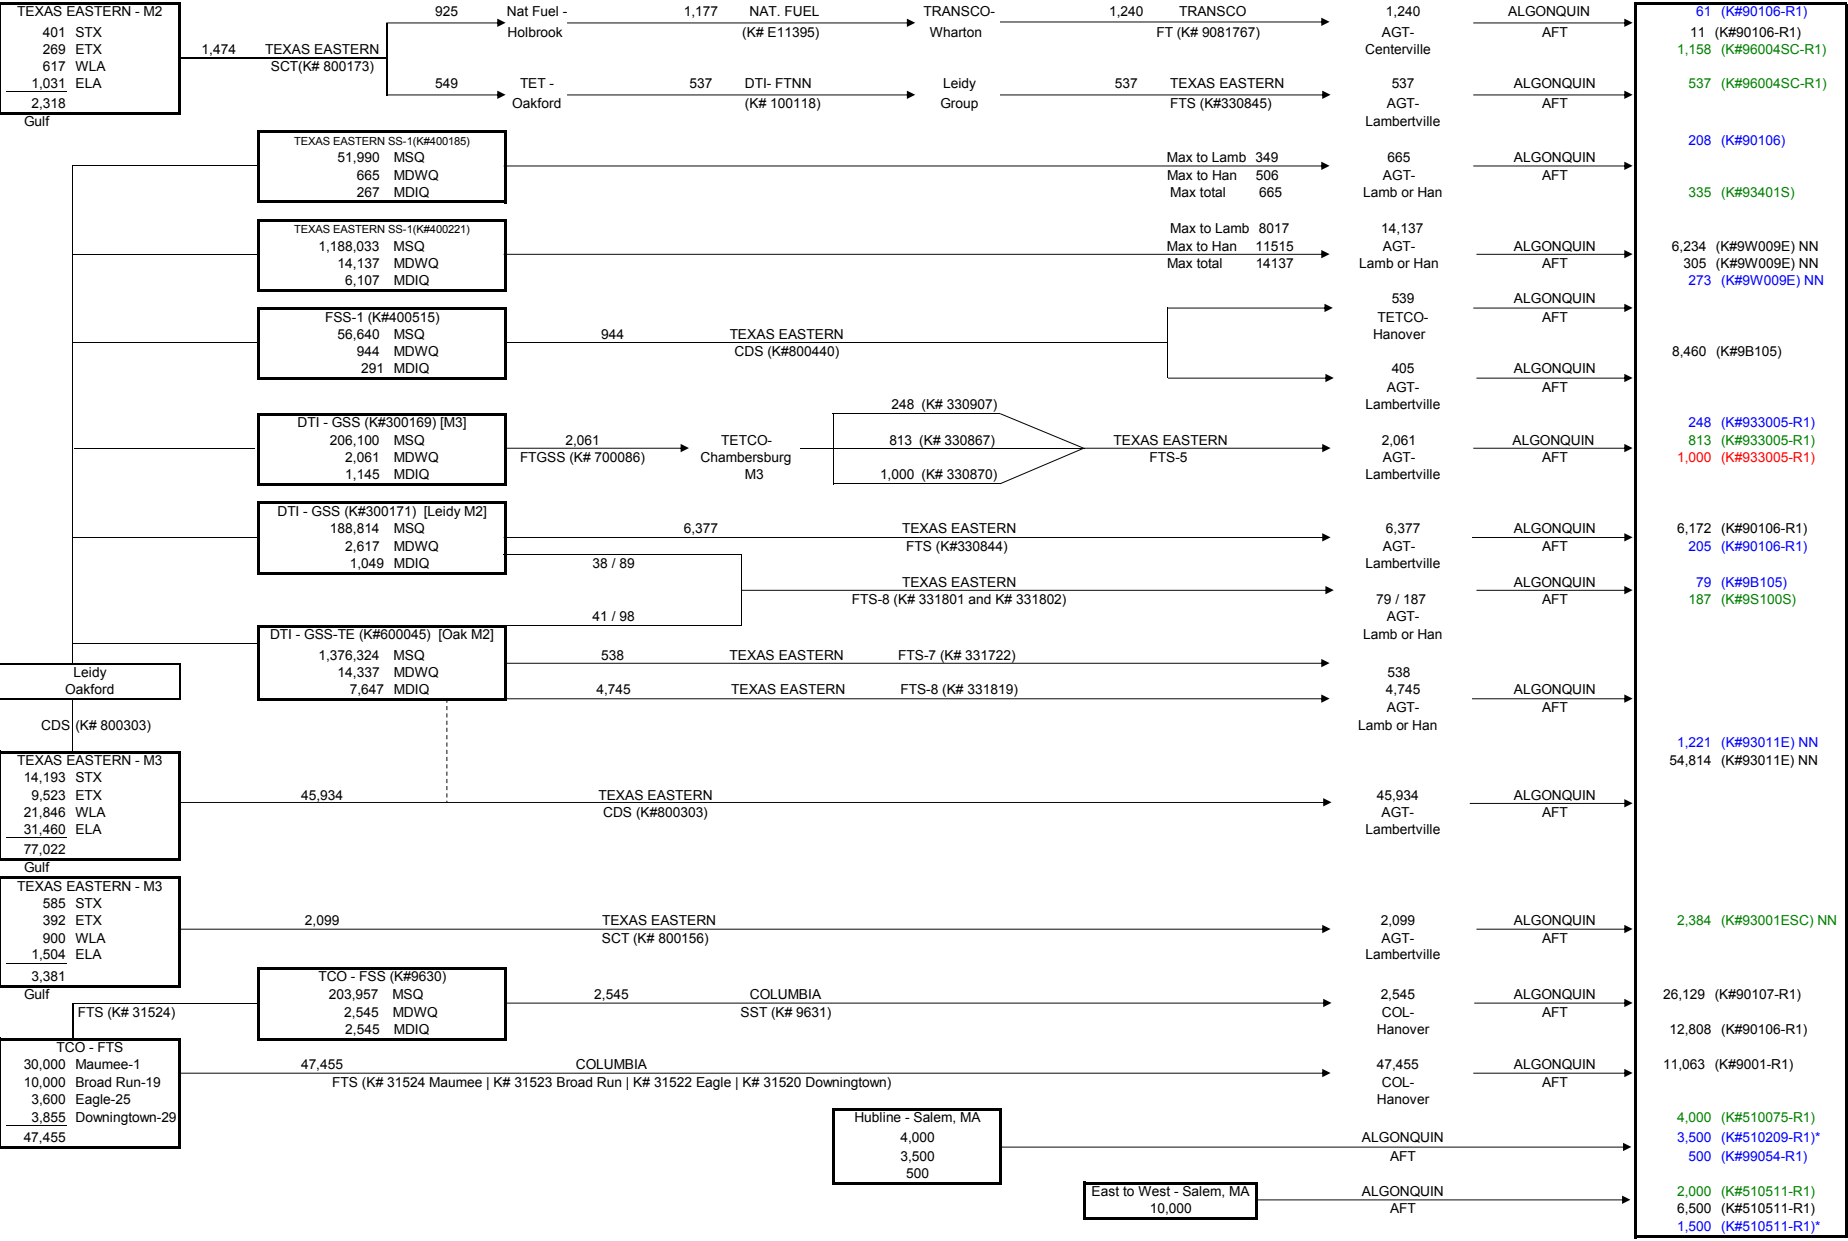 TEXAS EASTERN - M2
401 STX
269 ETX
617 WLA
1,031 ELA
2,318
Gulf
1,474 TEXAS EASTERN
SCT(K# 800173)
925 Nat Fuel - Holbrook
1,177 NAT. FUEL
(K# E11395)
TRANSCO-
Wharton
1,240 TRANSCO
FT (K# 9081767)
1,240
AGT-
Centerville
ALGONQUIN
AFT
61 (K#90106-R1)
11 (K#90106-R1)
1,158 (K#96004SC-R1)
549 TET -
Oakford
537 DTI- FTNN
(K# 100118)
Leidy
Group
537 TEXAS EASTERN
FTS (K#330845)
537
AGT-
Lambertville
ALGONQUIN
AFT
537 (K#96004SC-R1)
TEXAS EASTERN SS-1(K#400185)
51,990 MSQ
665 MDWQ
267 MDIQ
Max to Lamb 349
Max to Han 506
Max total 665
665
AGT-
Lamb or Han
ALGONQUIN
AFT
208 (K#90106)
335 (K#93401S)
TEXAS EASTERN SS-1(K#400221)
1,188,033 MSQ
14,137 MDWQ
6,107 MDIQ
Max to Lamb 8017
Max to Han 11515
Max total 14137
14,137
AGT-
Lamb or Han
ALGONQUIN
AFT
6,234 (K#9W009E) NN
305 (K#9W009E) NN
273 (K#9W009E) NN
FSS-1 (K#400515)
56,640 MSQ
944 MDWQ
291 MDIQ
944 TEXAS EASTERN
CDS (K#800440)
539
TETCO-
Hanover
ALGONQUIN
AFT
8,460 (K#9B105)
405
AGT-
Lambertville
ALGONQUIN
AFT
DTI - GSS (K#300169) [M3]
206,100 MSQ
2,061 MDWQ
1,145 MDIQ
2,061
FTGSS (K# 700086)
TETCO-
Chambersburg
M3
248 (K# 330907)
813 (K# 330867)
1,000 (K# 330870)
TEXAS EASTERN
FTS-5
2,061
AGT-
Lambertville
ALGONQUIN
AFT
248 (K#933005-R1)
813 (K#933005-R1)
1,000 (K#933005-R1)
DTI - GSS (K#300171) [Leidy M2]
188,814 MSQ
2,617 MDWQ
1,049 MDIQ
6,377 TEXAS EASTERN
FTS (K#330844)
6,377
AGT-
Lambertville
ALGONQUIN
AFT
6,172 (K#90106-R1)
205 (K#90106-R1)
38 / 89
TEXAS EASTERN
FTS-8 (K# 331801 and K# 331802)
41 / 98
79 / 187
AGT-
Lamb or Han
ALGONQUIN
AFT
79 (K#9B105)
187 (K#9S100S)
DTI - GSS-TE (K#600045) [Oak M2]
1,376,324 MSQ
14,337 MDWQ
7,647 MDIQ
538 TEXAS EASTERN FTS-7 (K# 331722)
4,745 TEXAS EASTERN FTS-8 (K# 331819)
538
4,745
AGT-
Lamb or Han
ALGONQUIN
AFT
Leidy
Oakford
CDS (K# 800303)
1,221 (K#93011E) NN
54,814 (K#93011E) NN
TEXAS EASTERN - M3
14,193 STX
9,523 ETX
21,846 WLA
31,460 ELA
77,022
Gulf
45,934 TEXAS EASTERN
CDS (K#800303)
45,934
AGT-
Lambertville
ALGONQUIN
AFT
TEXAS EASTERN - M3
585 STX
392 ETX
900 WLA
1,504 ELA
3,381
Gulf
2,099 TEXAS EASTERN
SCT (K# 800156)
2,099
AGT-
Lambertville
ALGONQUIN
AFT
2,384 (K#93001ESC) NN
FTS (K# 31524)
TCO - FSS (K#9630)
203,957 MSQ
2,545 MDWQ
2,545 MDIQ
2,545 COLUMBIA
SST (K# 9631)
2,545
COL-
Hanover
ALGONQUIN
AFT
26,129 (K#90107-R1)
12,808 (K#90106-R1)
TCO - FTS
30,000 Maumee-1
10,000 Broad Run-19
3,600 Eagle-25
3,855 Downingtown-29
47,455
47,455 COLUMBIA
FTS (K# 31524 Maumee | K# 31523 Broad Run | K# 31522 Eagle | K# 31520 Downingtown)
47,455
COL-
Hanover
ALGONQUIN
AFT
11,063 (K#9001-R1)
Hubline - Salem, MA
4,000
3,500
500
ALGONQUIN
AFT
4,000 (K#510075-R1)
3,500 (K#510209-R1)*
500 (K#99054-R1)
East to West - Salem, MA
10,000
ALGONQUIN
AFT
2,000 (K#510511-R1)
6,500 (K#510511-R1)
1,500 (K#510511-R1)*